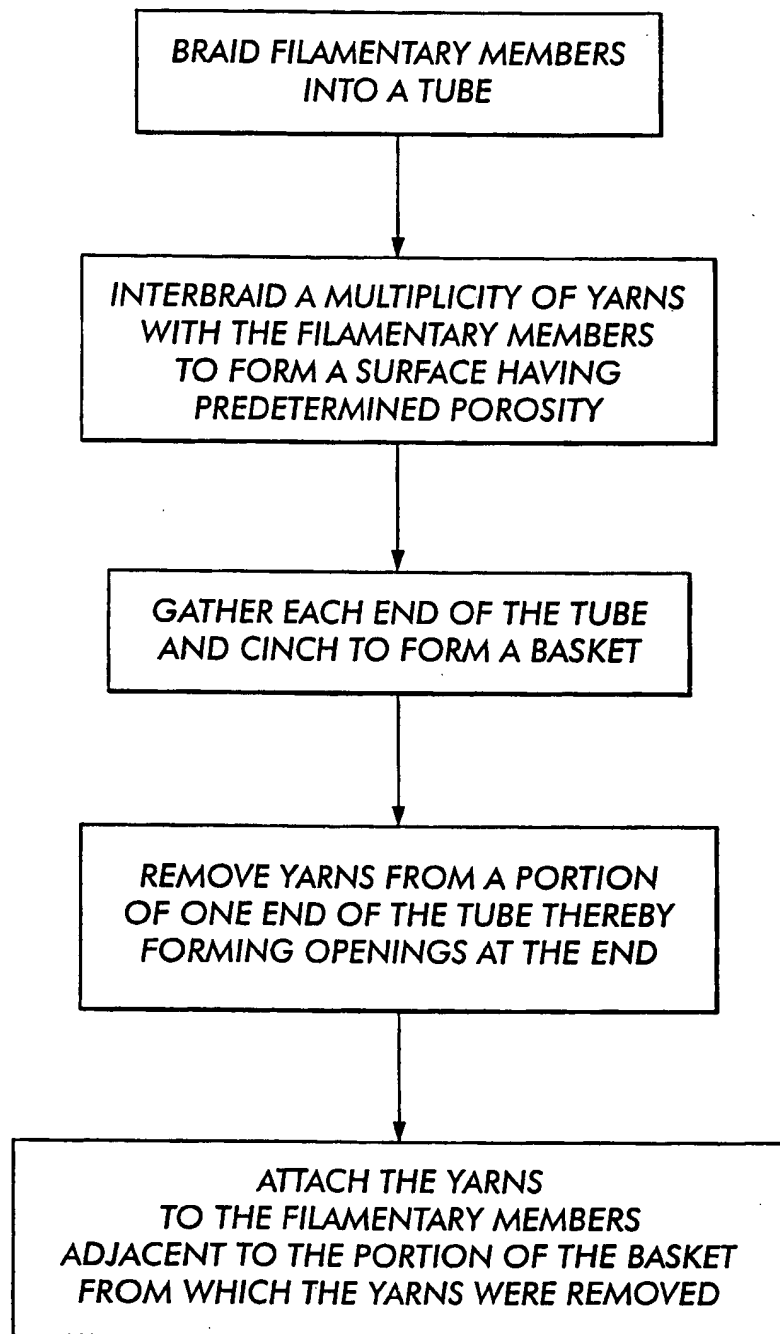 BRAID FILAMENTARY MEMBERS
INTO A TUBE
INTERBRAID A MULTIPLICITY OF YARNS
WITH THE FILAMENTARY MEMBERS
TO FORM A SURFACE HAVING
PREDETERMINED POROSITY
GATHER EACH END OF THE TUBE
AND CINCH TO FORM A BASKET
REMOVE YARNS FROM A PORTION
OF ONE END OF THE TUBE THEREBY
FORMING OPENINGS AT THE END
ATTACH THE YARNS
TO THE FILAMENTARY MEMBERS
ADJACENT TO THE PORTION OF THE BASKET
FROM WHICH THE YARNS WERE REMOVED